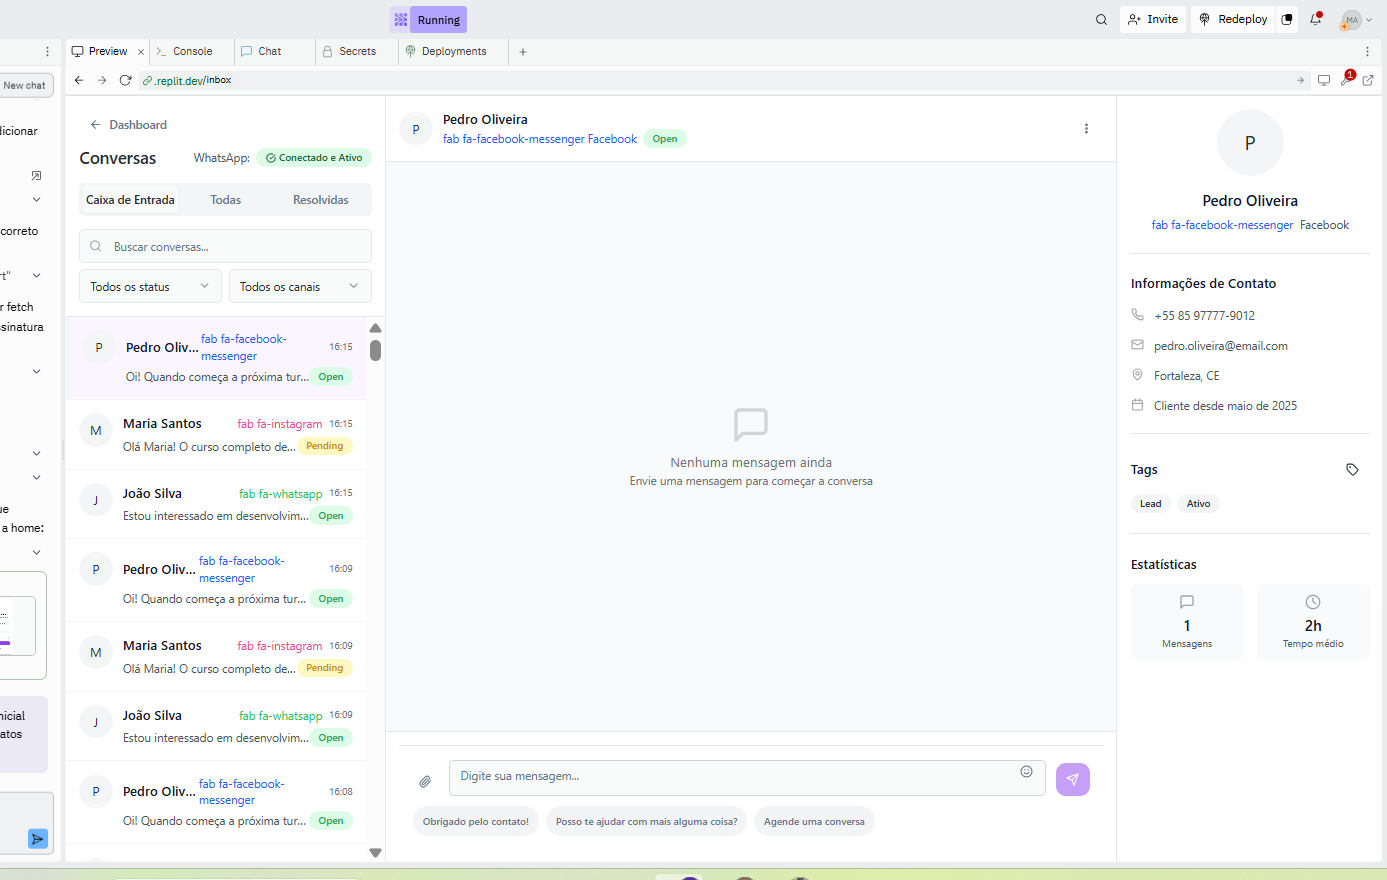 Running
Invite
Redeploy
MA
Preview
Console
Chat
Secrets
Deployments
.replit.dev/inbox
1
New chat
dicionar
correto
rt"
r fetch
ssinatura
ue
a home:
nicial
atos
Dashboard
Conversas
WhatsApp:
Conectado e Ativo
Caixa de Entrada
Todas
Resolvidas
Buscar conversas...
Todos os status
Todos os canais
P
Pedro Oliv...
fab fa-facebook-
messenger
16:15
Oi! Quando começa a próxima tur...
Open
M
Maria Santos
fab fa-instagram
16:15
Olá Maria! O curso completo de...
Pending
J
João Silva
fab fa-whatsapp
16:15
Estou interessado em desenvolvim...
Open
P
Pedro Oliv...
fab fa-facebook-
messenger
16:09
Oi! Quando começa a próxima tur...
Open
M
Maria Santos
fab fa-instagram
16:09
Olá Maria! O curso completo de...
Pending
J
João Silva
fab fa-whatsapp
16:09
Estou interessado em desenvolvim...
Open
P
Pedro Oliv...
fab fa-facebook-
messenger
16:08
Oi! Quando começa a próxima tur...
Open
P
Pedro Oliveira
fab fa-facebook-messenger Facebook
Open
Nenhuma mensagem ainda
Envie uma mensagem para começar a conversa
Digite sua mensagem...
Obrigado pelo contato!
Posso te ajudar com mais alguma coisa?
Agende uma conversa
P
Pedro Oliveira
fab fa-facebook-messenger Facebook
Informações de Contato
+55 85 97777-9012
pedro.oliveira@email.com
Fortaleza, CE
Cliente desde maio de 2025
Tags
Lead
Ativo
Estatísticas
1
Mensagens
2h
Tempo médio